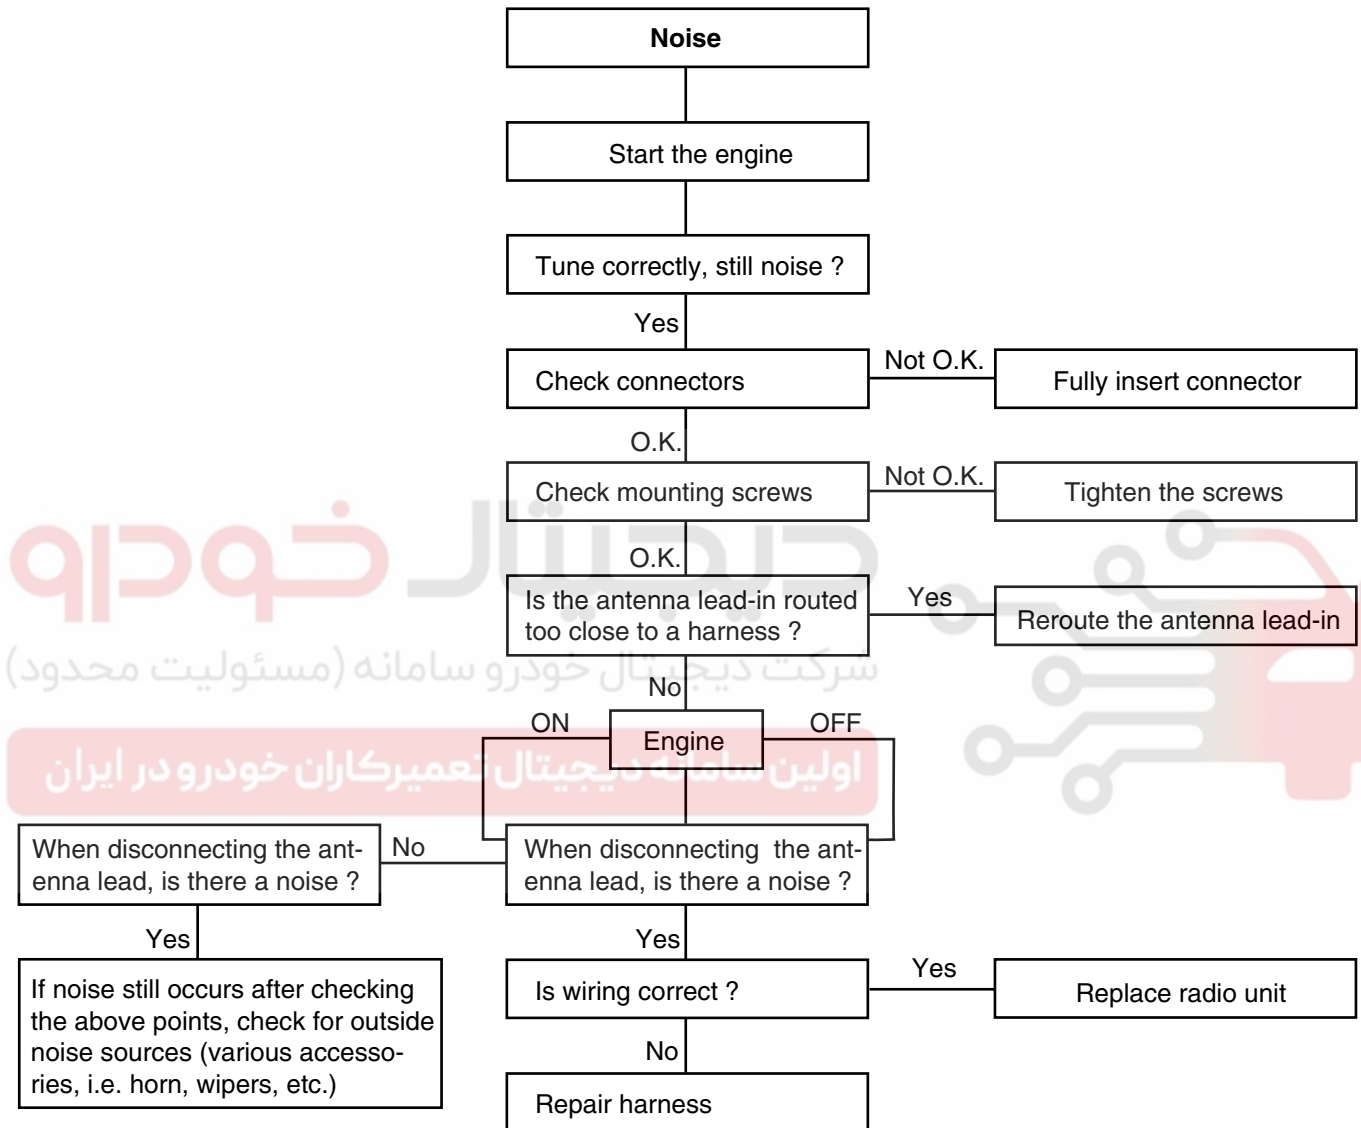 Noise
Start the engine
Tune correctly, still noise ?
Yes
Check connectors
Not O.K.
Fully insert connector
O.K.
Check mounting screws
Not O.K.
Tighten the screws
دیجیتال خودرو
O.K.
Is the antenna lead-in routed
too close to a harness ?
Yes
Reroute the antenna lead-in
شرکت دیجیتال خودرو سامانه (مسئولیت محدود)
No
ON
Engine
OFF
اولین سامانه دیجیتال تعمیرکاران خودرو در ایران
When disconnecting the ant-
enna lead, is there a noise ?
No
When disconnecting  the ant-
enna lead, is there a noise ?
Yes
Yes
If noise still occurs after checking
the above points, check for outside
noise sources (various accesso-
ries, i.e. horn, wipers, etc.)
Is wiring correct ?
Yes
Replace radio unit
No
Repair harness